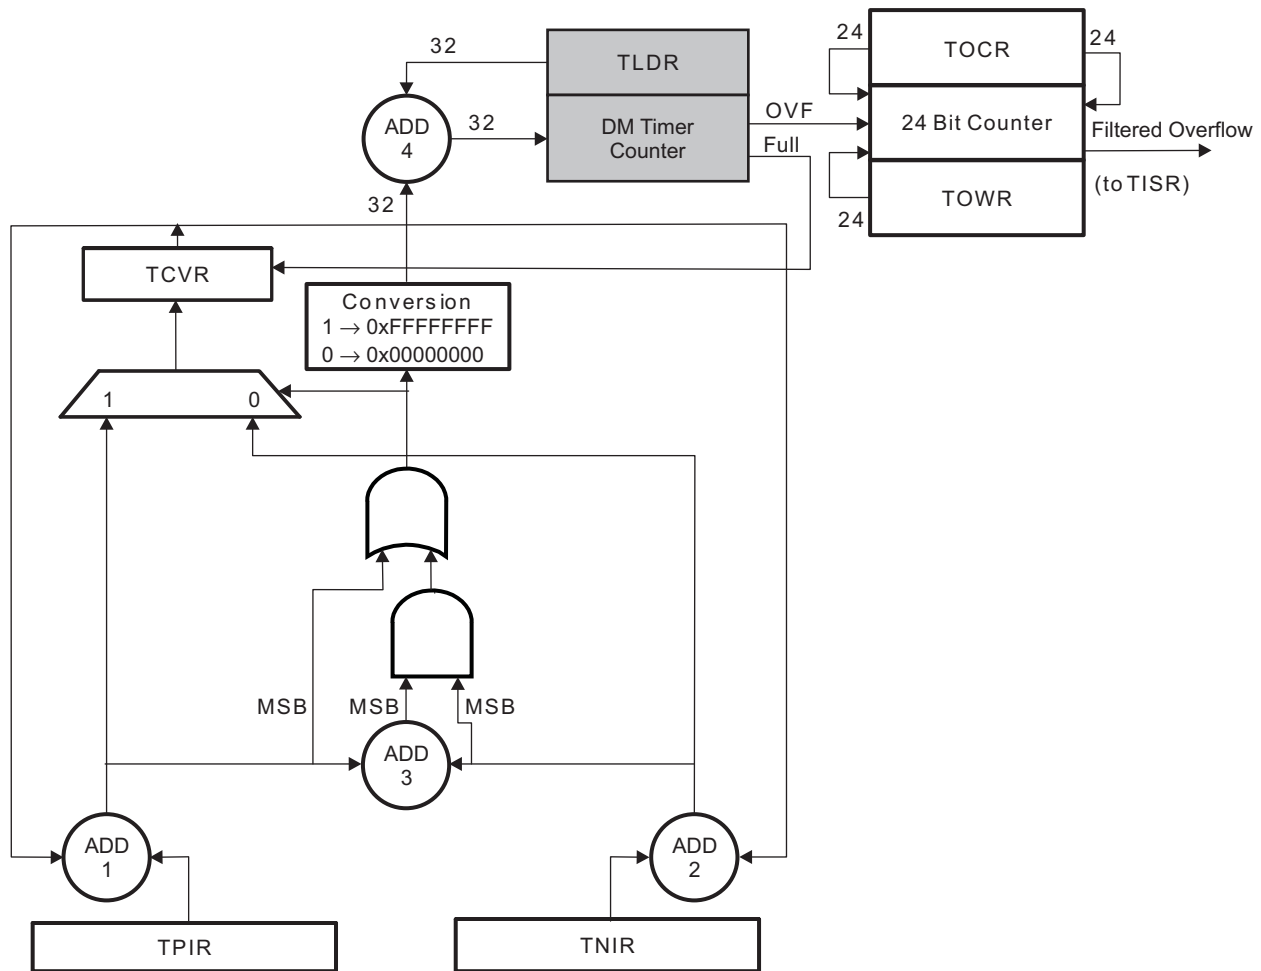 24
TOCR
24
32
TLDR
ADD
4
32
DM Timer
Counter
OVF
Full
24 Bit Counter
Filtered Overflow
(to TISR)
TOWR
24
32
TCVR
Conversion
1 → 0xFFFFFFFF
0 → 0x00000000
1
0
MSB
MSB
MSB
ADD
3
ADD
1
ADD
2
TPIR
TNIR